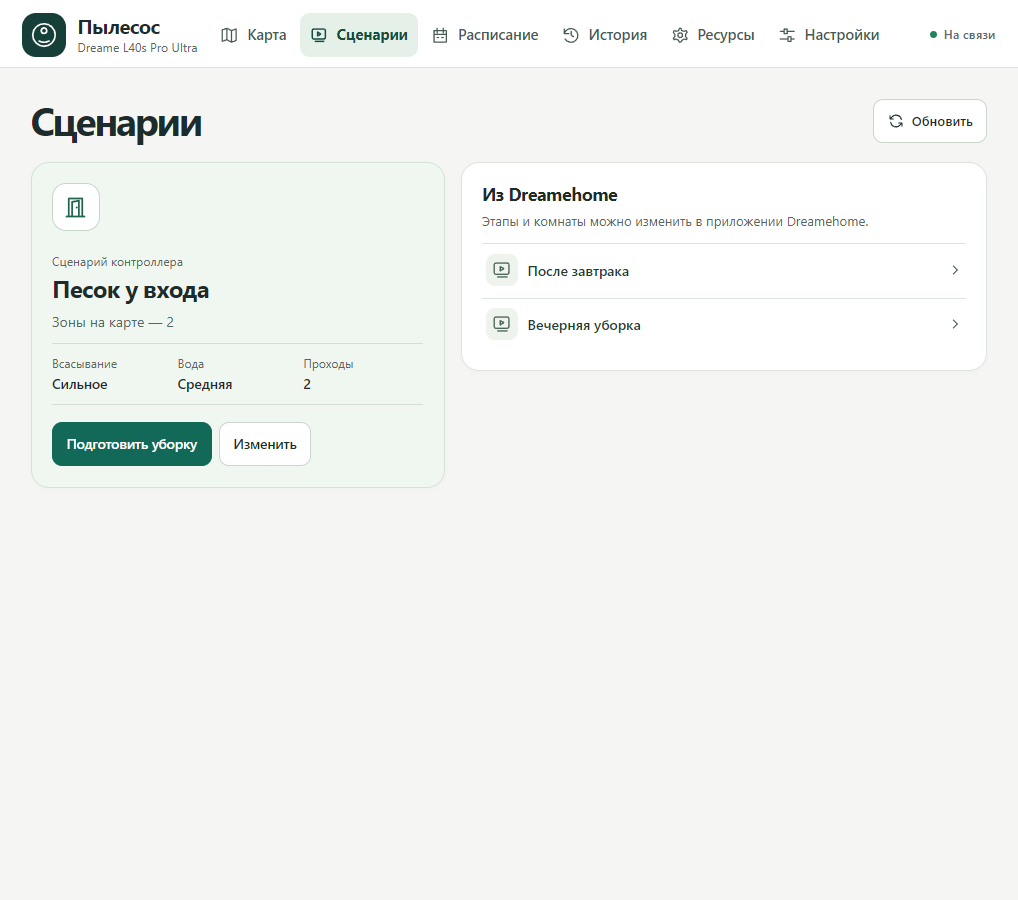 Пылесос
Dreame L40s Pro Ultra
Карта
Сценарии
Расписание
История
Ресурсы
Настройки
На связи
Сценарии
Обновить
Сценарий контроллера
Песок у входа
Зоны на карте — 2
Всасывание
Вода
Проходы
Сильное
Средняя
2
Подготовить уборку
Изменить
Из Dreamehome
Этапы и комнаты можно изменить в приложении Dreamehome.
После завтрака
Вечерняя уборка